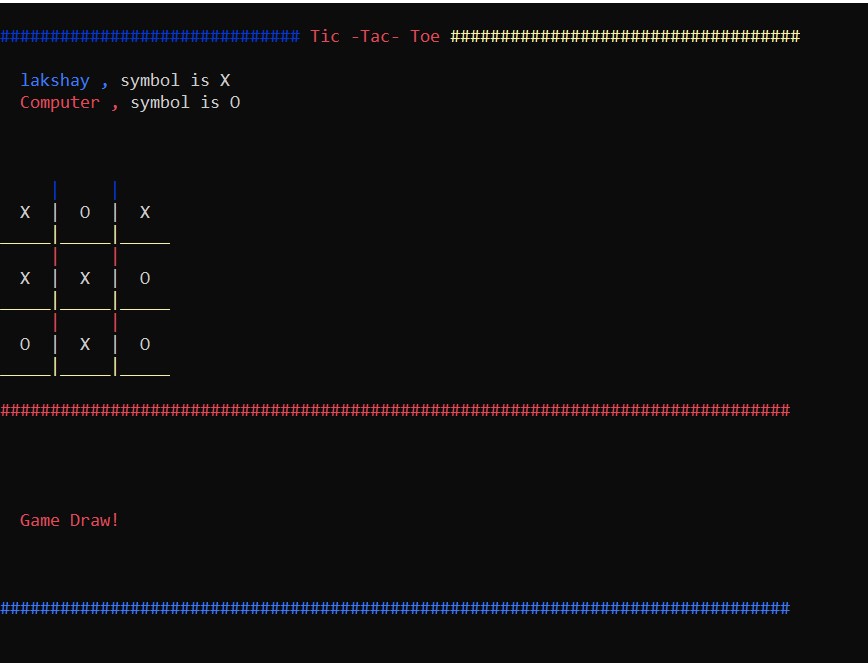 ############################## Tic -Tac- Toe ###################################
lakshay , symbol is X
Computer , symbol is O
     |     |
  X  |  O  |  X
_____|_____|_____
     |     |
  X  |  X  |  O
_____|_____|_____
     |     |
  O  |  X  |  O
_____|_____|_____
###############################################################################
Game Draw!
###############################################################################